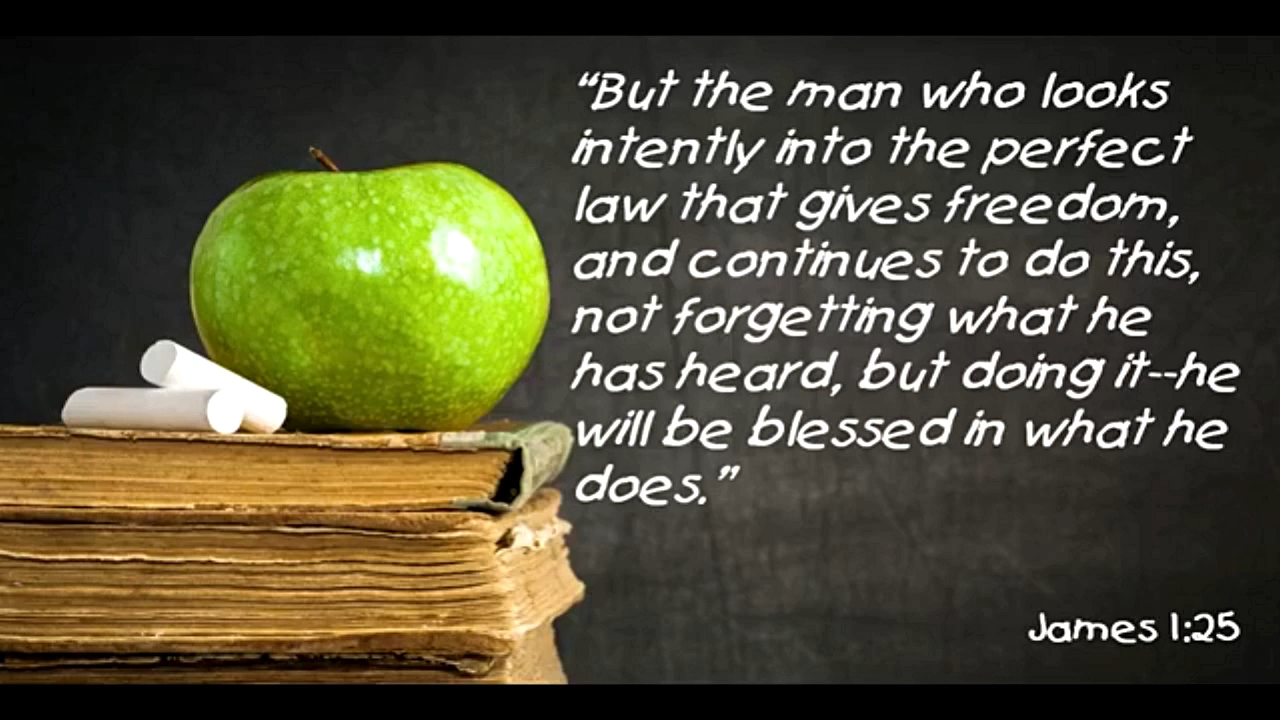 “But the man who looks
intently into the perfect
law that gives freedom,
and continues to do this,
not forgetting what he
has heard, but doing it--he
will be blessed in what he
does.”
James 1:25